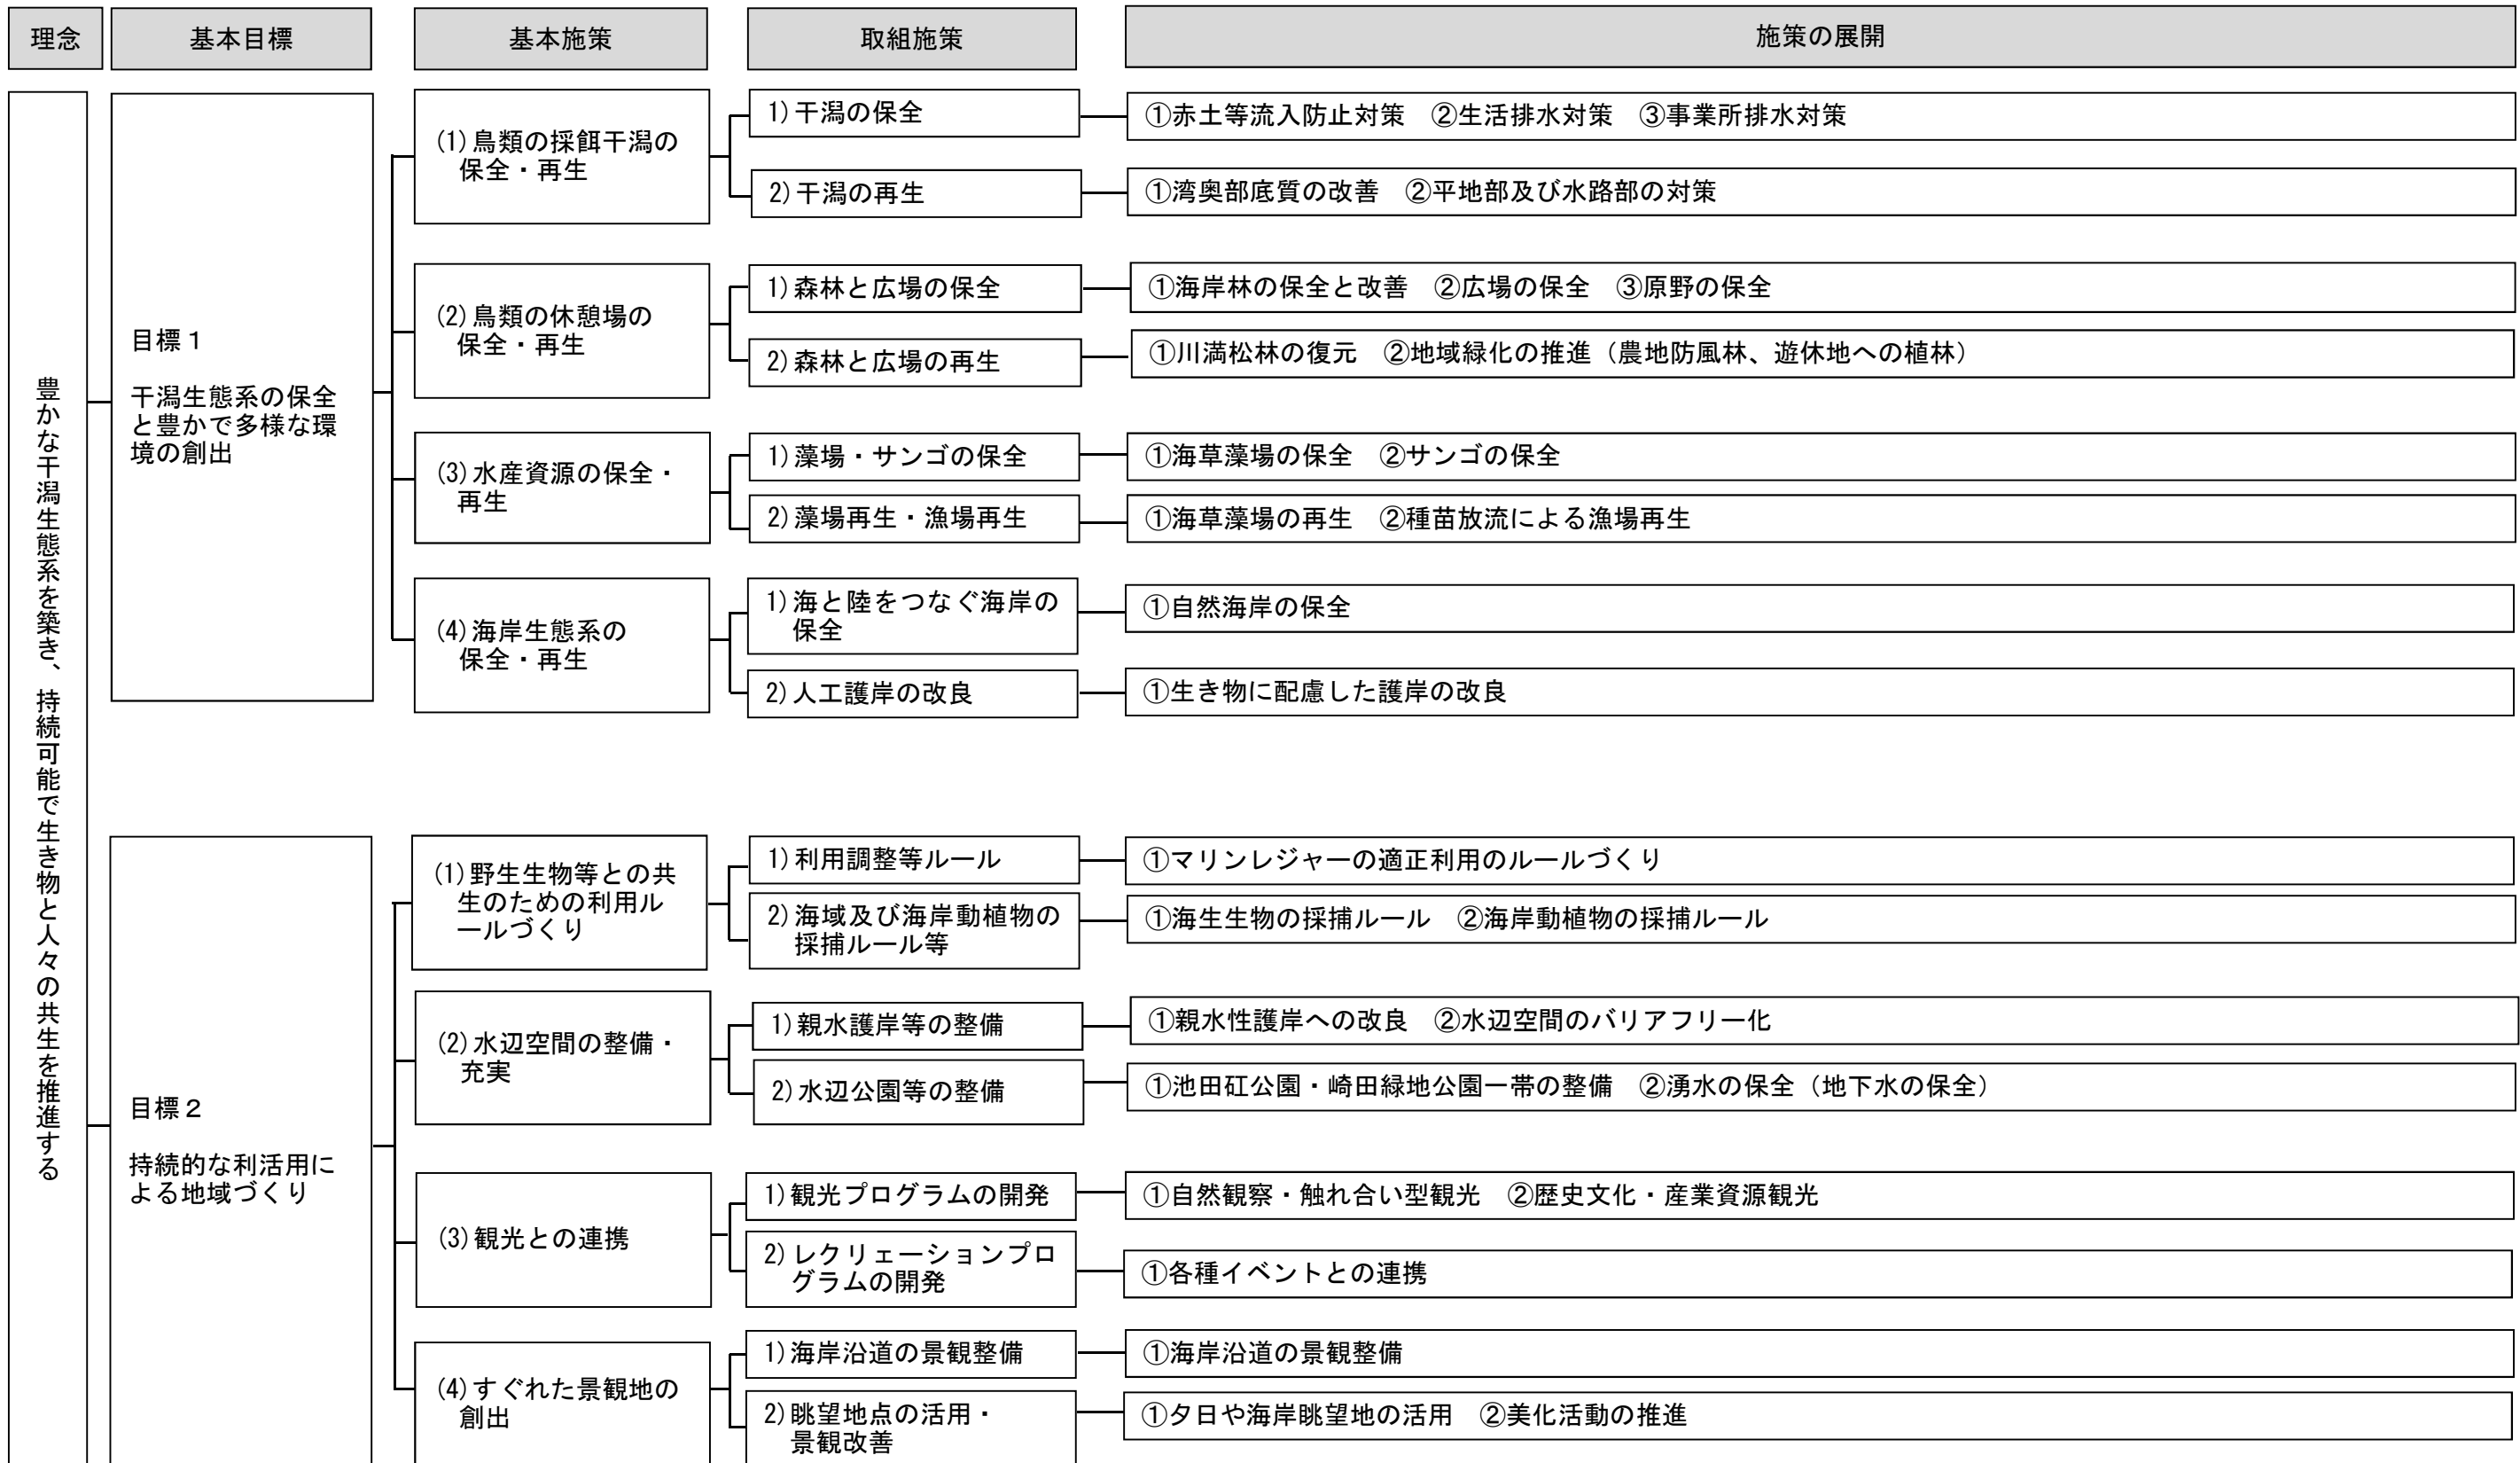 理念
基本目標
基本施策
取組施策
施策の展開
豊かな干潟生態系を築き、持続可能で生き物と人々の共生を推進する
目標１
干潟生態系の保全
と豊かで多様な環
境の創出
(1)鳥類の採餌干潟の
保全・再生
1)干潟の保全
①赤土等流入防止対策　②生活排水対策　③事業所排水対策
2)干潟の再生
①湾奥部底質の改善　②平地部及び水路部の対策
(2)鳥類の休憩場の
保全・再生
1)森林と広場の保全
①海岸林の保全と改善　②広場の保全　③原野の保全
2)森林と広場の再生
①川満松林の復元　②地域緑化の推進（農地防風林、遊休地への植林）
(3)水産資源の保全・
再生
1)藻場・サンゴの保全
①海草藻場の保全　②サンゴの保全
2)藻場再生・漁場再生
①海草藻場の再生　②種苗放流による漁場再生
(4)海岸生態系の
保全・再生
1)海と陸をつなぐ海岸の
保全
①自然海岸の保全
2)人工護岸の改良
①生き物に配慮した護岸の改良
目標２
持続的な利活用に
よる地域づくり
(1)野生生物等との共
生のための利用ル
ールづくり
1)利用調整等ルール
①マリンレジャーの適正利用のルールづくり
2)海域及び海岸動植物の
採捕ルール等
①海生生物の採捕ルール　②海岸動植物の採捕ルール
(2)水辺空間の整備・
充実
1)親水護岸等の整備
①親水性護岸への改良　②水辺空間のバリアフリー化
2)水辺公園等の整備
①池田矼公園・崎田緑地公園一帯の整備　②湧水の保全（地下水の保全）
(3)観光との連携
1)観光プログラムの開発
①自然観察・触れ合い型観光　②歴史文化・産業資源観光
2)レクリェーションプロ
グラムの開発
①各種イベントとの連携
(4)すぐれた景観地の
創出
1)海岸沿道の景観整備
①海岸沿道の景観整備
2)眺望地点の活用・
景観改善
①夕日や海岸眺望地の活用　②美化活動の推進